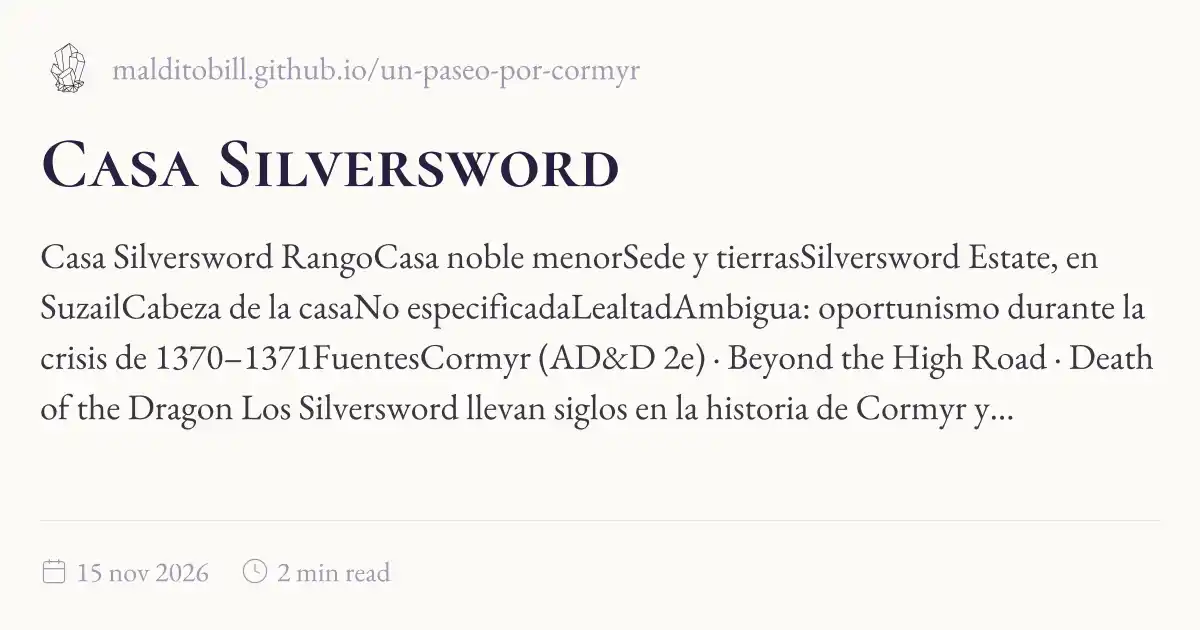 malditobill.github.io/un-paseo-por-cormyr
Casa Silversword
Casa Silversword RangoCasa noble menorSede y tierrasSilversword Estate, en
SuzailCabeza de la casaNo especificadaLealtadAmbigua: oportunismo durante la
crisis de 1370–1371FuentesCormyr (AD&D 2e) · Beyond the High Road · Death
of the Dragon Los Silversword llevan siglos en la historia de Cormyr y...
15 nov 2026
2 min read